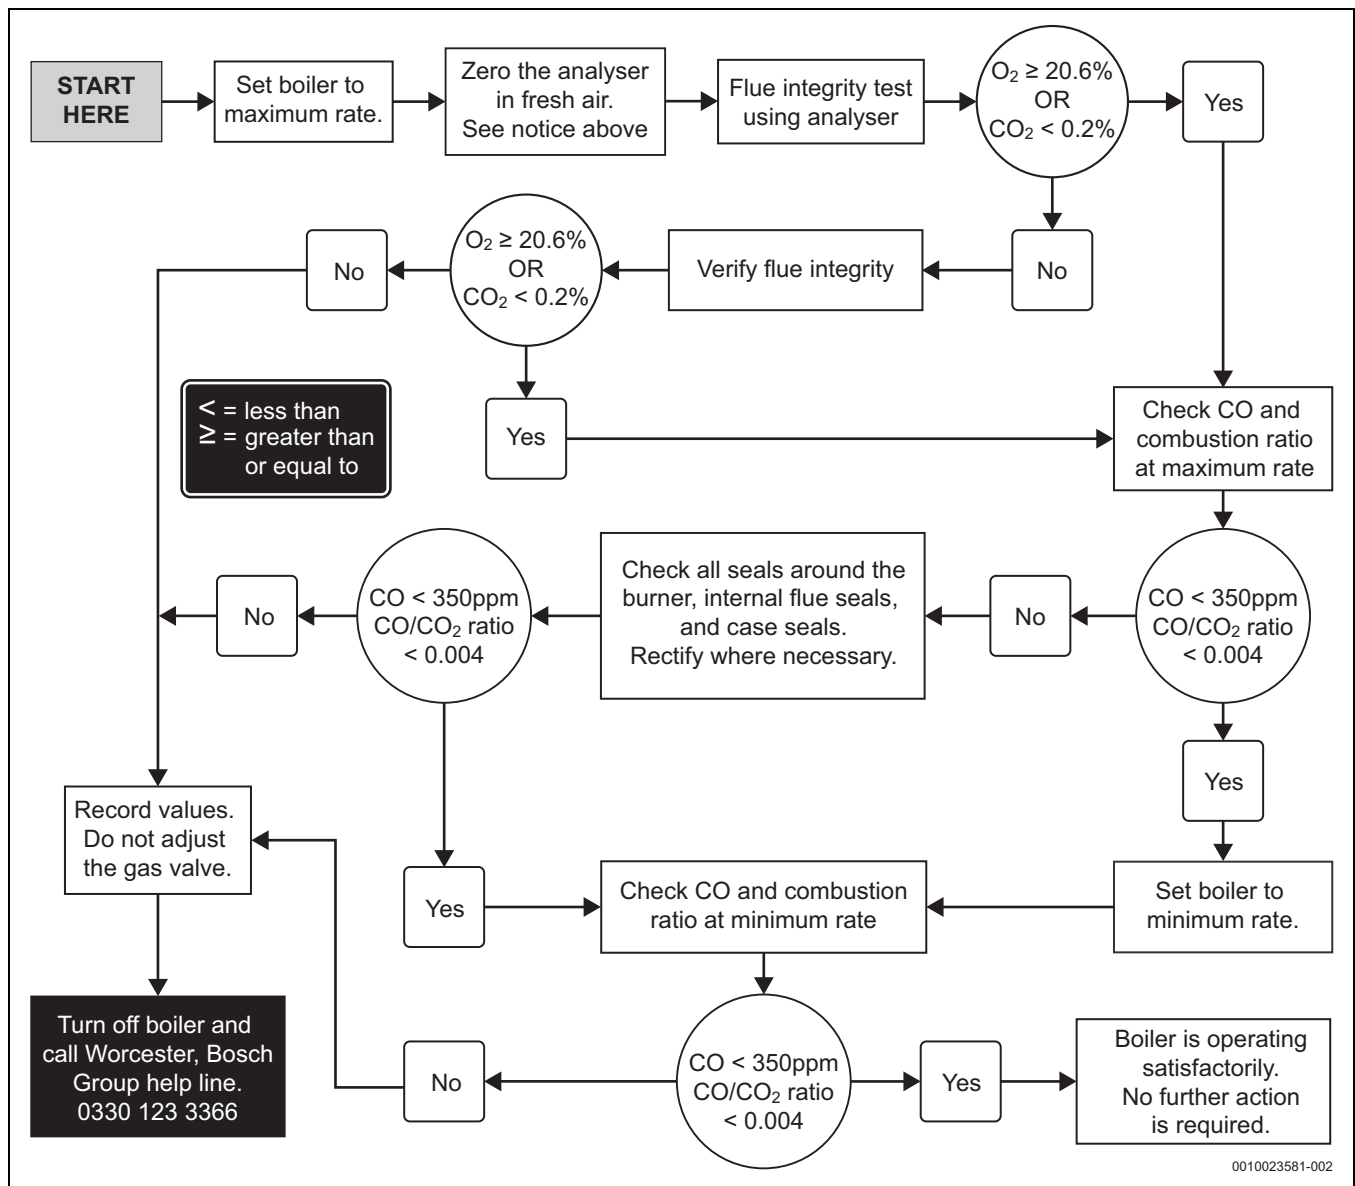 START
HERE
Set boiler to
maximum rate.
Zero the analyser
in fresh air.
See notice above
Flue integrity test
using analyser
O₂ ≥ 20.6%
OR
CO₂ < 0.2%
Yes
No
Verify flue integrity
O₂ ≥ 20.6%
OR
CO₂ < 0.2%
No
Yes
< = less than
≥ = greater than
or equal to
Check CO and
combustion ratio
at maximum rate
CO < 350ppm
CO/CO₂ ratio
< 0.004
No
Check all seals around the
burner, internal flue seals,
and case seals.
Rectify where necessary.
CO < 350ppm
CO/CO₂ ratio
< 0.004
No
Yes
Set boiler to
minimum rate.
Yes
Check CO and combustion
ratio at minimum rate
Record values.
Do not adjust
the gas valve.
Turn off boiler and
call Worcester, Bosch
Group help line.
0330 123 3366
No
CO < 350ppm
CO/CO₂ ratio
< 0.004
Yes
Boiler is operating
satisfactorily.
No further action
is required.
0010023581-002